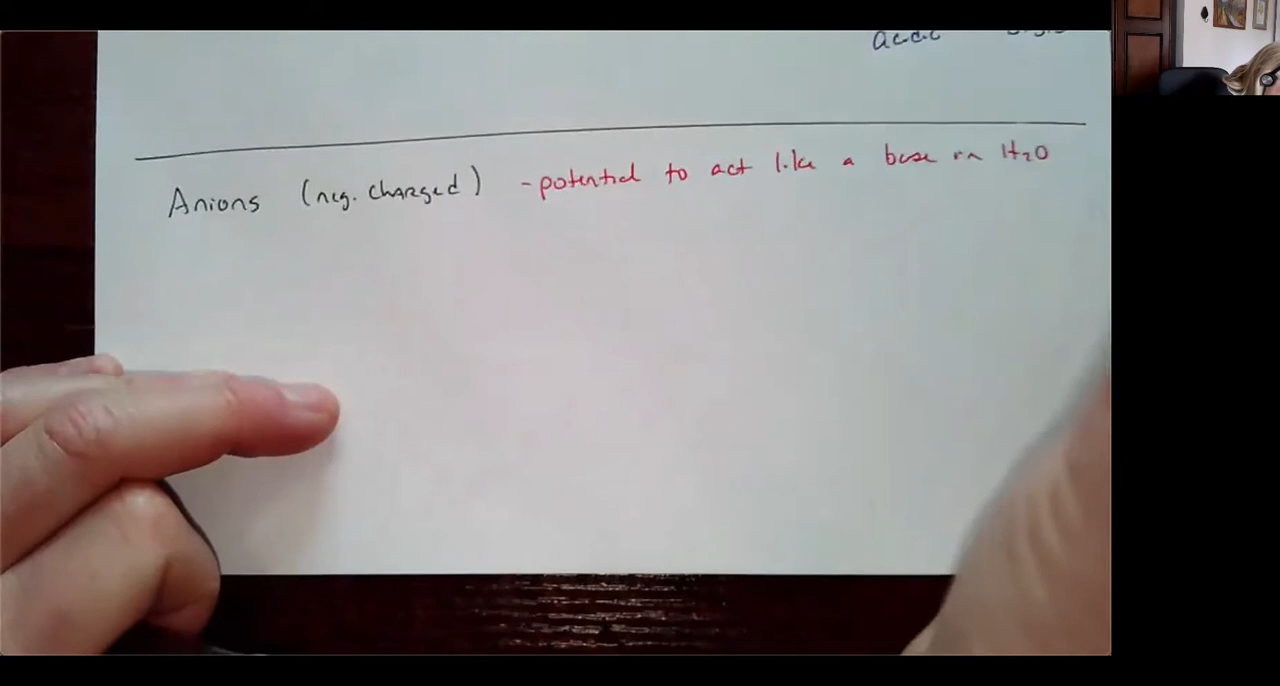 Anions (neg. charged) - potential to act like a base in H₂O